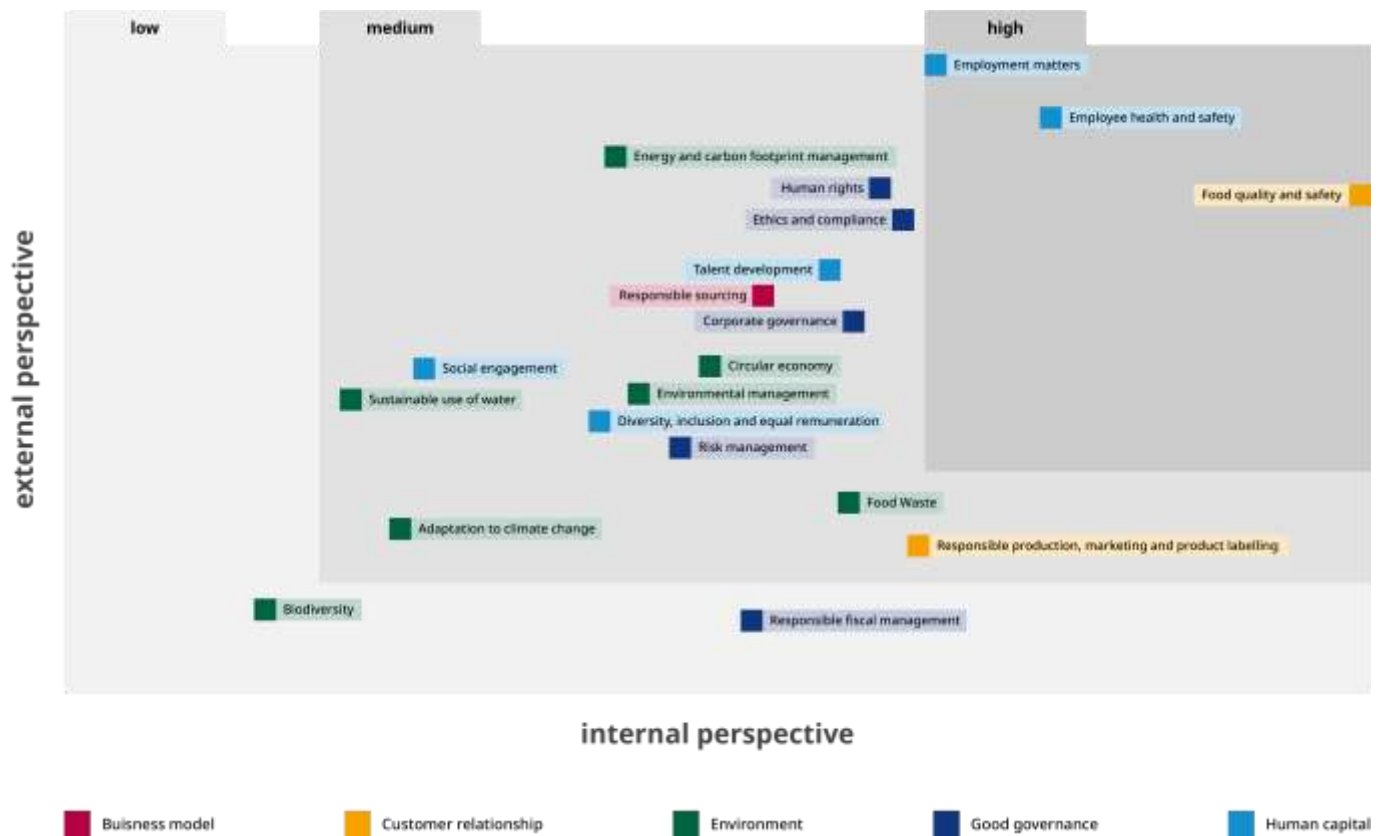 low
medium
high
Employment matters
Employee health and safety
Energy and carbon footprint management
Human rights
Food quality and safety
Ethics and compliance
Talent development
Responsible sourcing
Corporate governance
Social engagement
Circular economy
Sustainable use of water
Environmental management
Diversity, inclusion and equal remuneration
Risk management
Food Waste
Adaptation to climate change
Responsible production, marketing and product labelling
Biodiversity
Responsible fiscal management
external perspective
internal perspective
Buisness model
Customer relationship
Environment
Good governance
Human capital